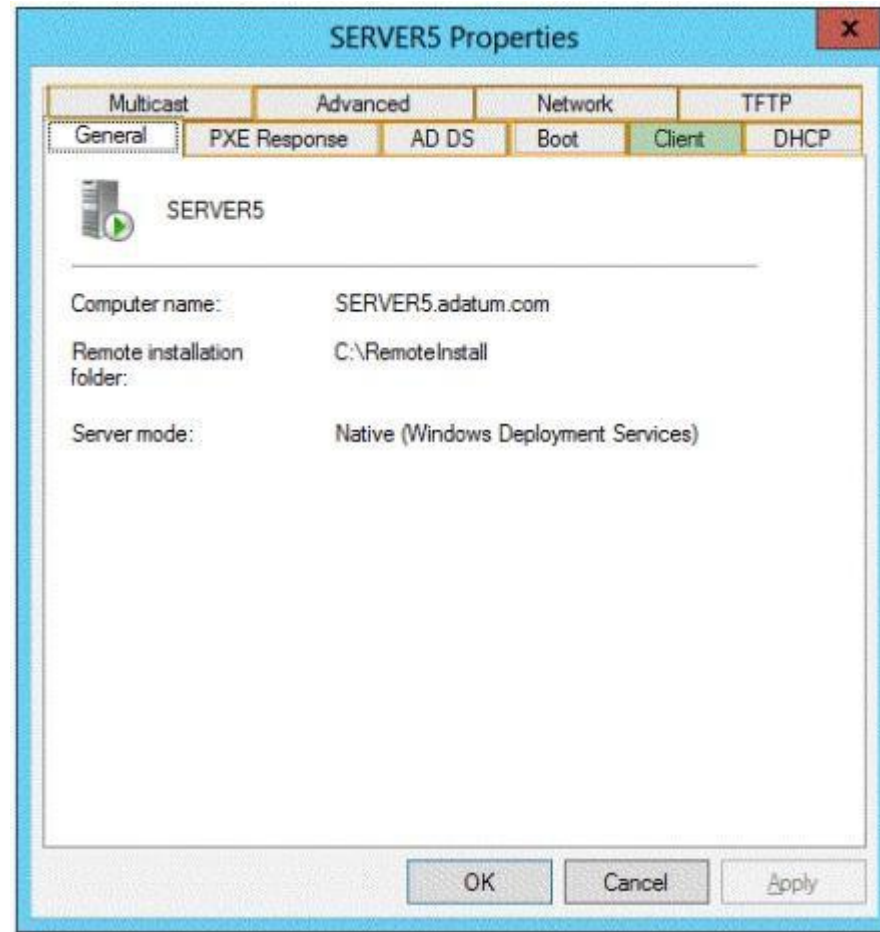 SERVER5 Properties
x
Multicast Advanced Network TFTP
General PXE Response AD DS Boot Client DHCP
SERVER5
Computer name: SERVER5.adatum.com
Remote installation C:\RemoteInstall
folder:
Server mode: Native (Windows Deployment Services)
OK Cancel Apply